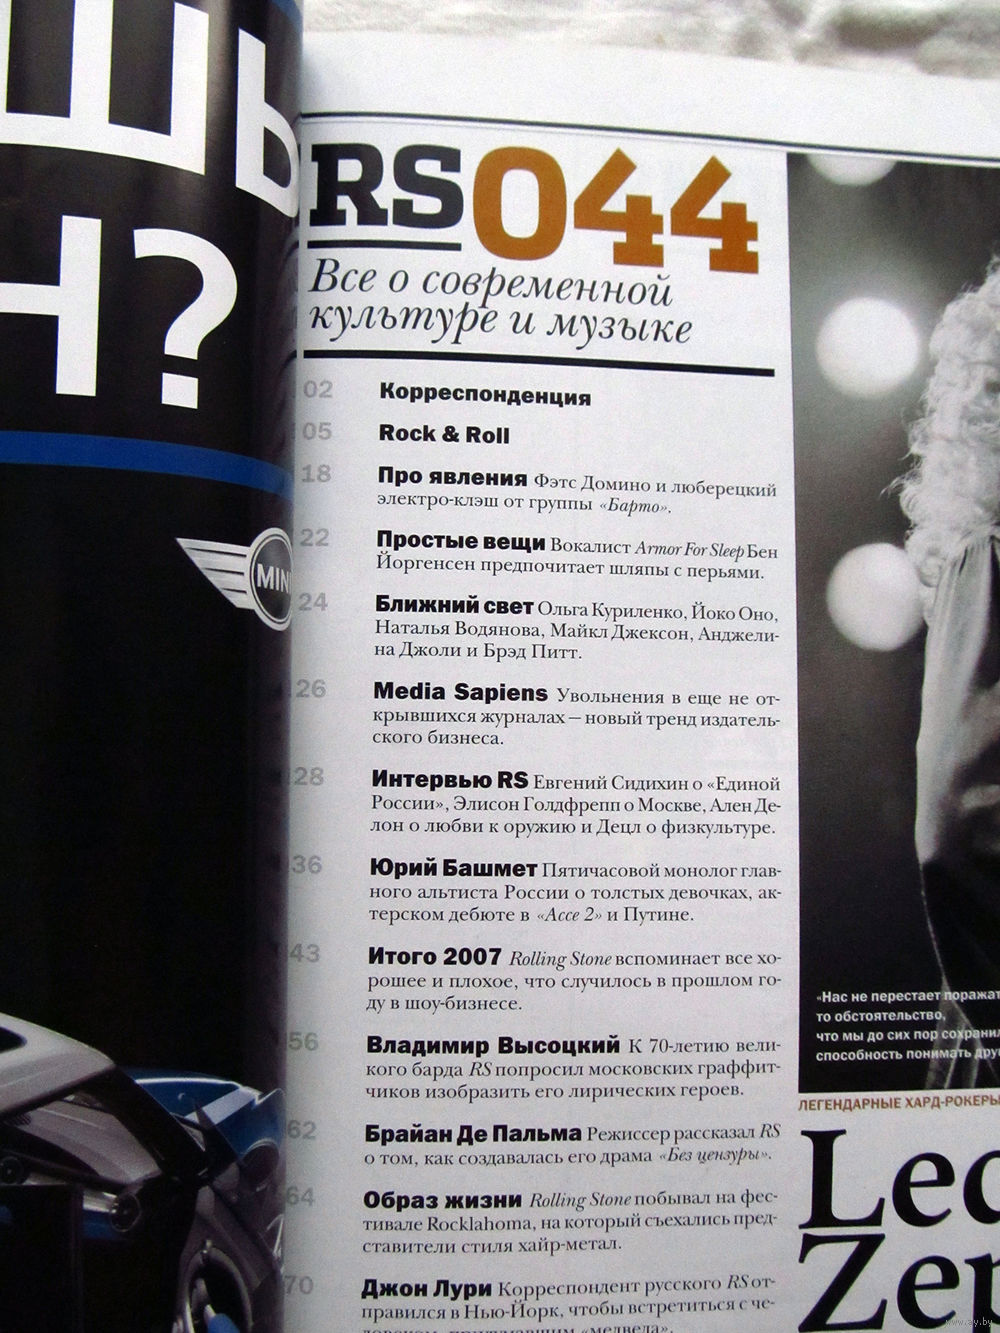 шь
н?
MINI
RS 044
Все о современной
культуре и музыке
02 Корреспонденция
05 Rock & Roll
18 Про явления Фэтс Домино и люберецкий
электро-клэш от группы «Барто».
22 Простые вещи Вокалист Armor For Sleep Бен
Йоргенсен предпочитает шляпы с перьями.
24 Ближний свет Ольга Куриленко, Йоко Оно,
Наталья Водянова, Майкл Джексон, Анджели-
на Джоли и Брэд Питт.
26 Media Sapiens Увольнения в еще не от-
крывшихся журналах – новый тренд издатель-
ского бизнеса.
28 Интервью RS Евгений Сидихин о «Единой
России», Элисон Голдфрепп о Москве, Ален Де-
лон о любви к оружию и Децл о физкультуре.
36 Юрий Башмет Пятичасовой монолог глав-
ного альтиста России о толстых девочках, ак-
терском дебюте в «Ассе 2» и Путине.
43 Итого 2007 Rolling Stone вспоминает все хо-
рошее и плохое, что случилось в прошлом го-
ду в шоу-бизнесе.
56 Владимир Высоцкий К 70-летию вели-
кого барда RS попросил московских граффит-
чиков изобразить его лирических героев.
62 Брайан Де Пальма Режиссер рассказал RS
о том, как создавалась его драма «Без цензуры».
64 Образ жизни Rolling Stone побывал на фес-
тивале Rocklahoma, на который съехались пред-
ставители стиля хайр-метал.
70 Джон Лури Корреспондент русского RS от-
правился в Нью-Йорк, чтобы встретиться с че-
«Нас не перестает поражат
то обстоятельство,
что мы до сих пор сохранил
способность понимать друг
ЛЕГЕНДАРНЫЕ ХАРД-РОКЕРЫ
Led
Zep
www.ay.by